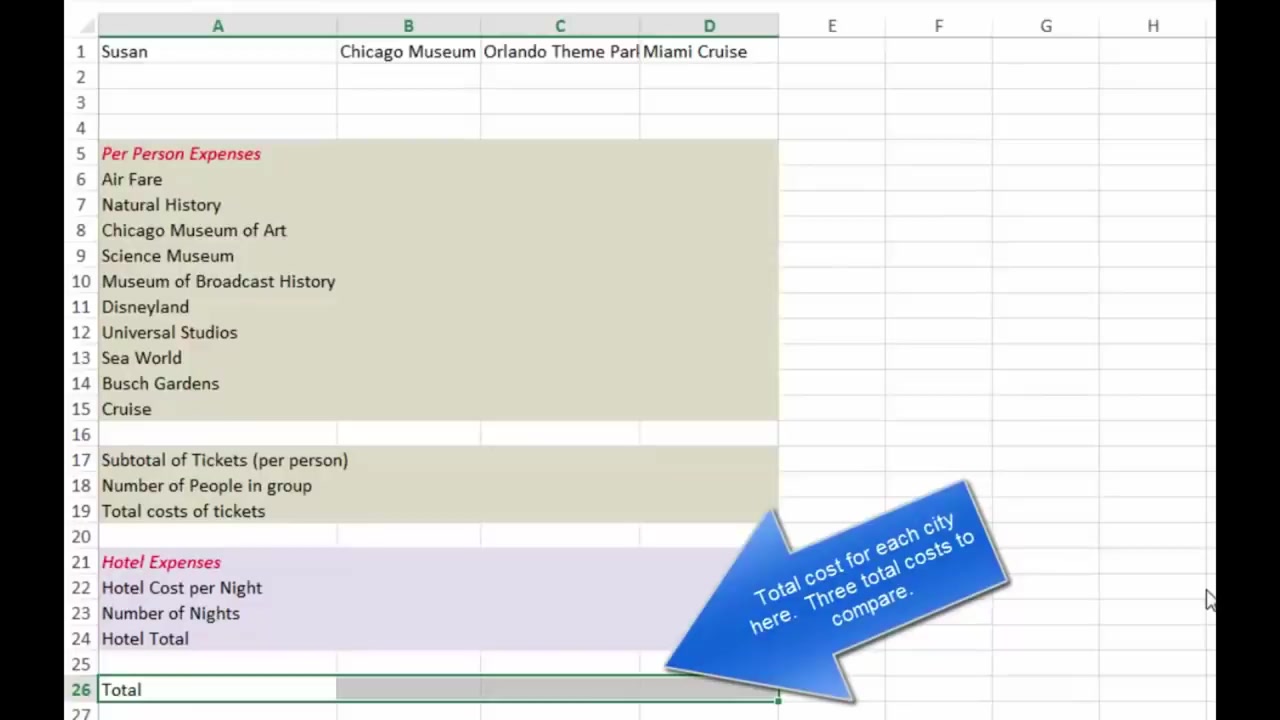 A B C D E F G H
1 Susan Chicago Museum Orlando Theme Parl Miami Cruise
2
3
4
5 Per Person Expenses
6 Air Fare
7 Natural History
8 Chicago Museum of Art
9 Science Museum
10 Museum of Broadcast History
11 Disneyland
12 Universal Studios
13 Sea World
14 Busch Gardens
15 Cruise
16
17 Subtotal of Tickets (per person)
18 Number of People in group
19 Total costs of tickets
20
21 Hotel Expenses
22 Hotel Cost per Night
23 Number of Nights
24 Hotel Total
25
26 Total
27
Total cost for each city
here. Three total costs to
compare.